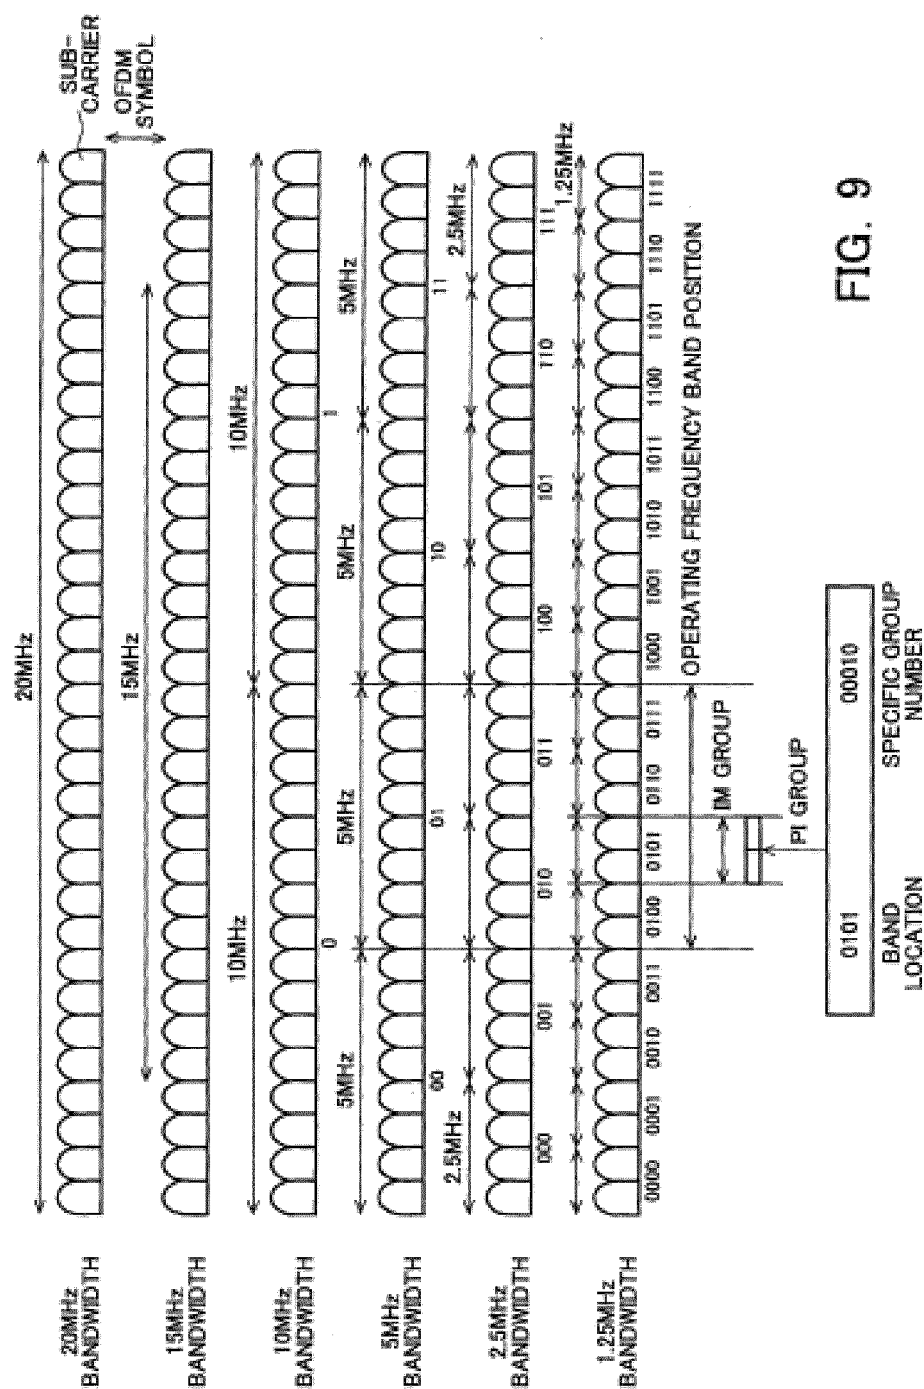 SUB-
CARRIER
OFDM
SYMBOL
20MHz
BANDWIDTH
20MHz
15MHz
BANDWIDTH
15MHz
10MHz
BANDWIDTH
10MHz
10MHz
0
1
5MHz
BANDWIDTH
5MHz
5MHz
5MHz
5MHz
00
01
10
11
2.5MHz
BANDWIDTH
2.5MHz
2.5MHz
000
001
010
011
100
101
110
111
1.25MHz
BANDWIDTH
1.25MHz
0000
0001
0010
0011
0100
0101
0110
0111
1000
1001
1010
1011
1100
1101
1110
1111
OPERATING FREQUENCY BAND POSITION
IM GROUP
PI GROUP
0101
00010
BAND
LOCATION
SPECIFIC GROUP
NUMBER
FIG. 9